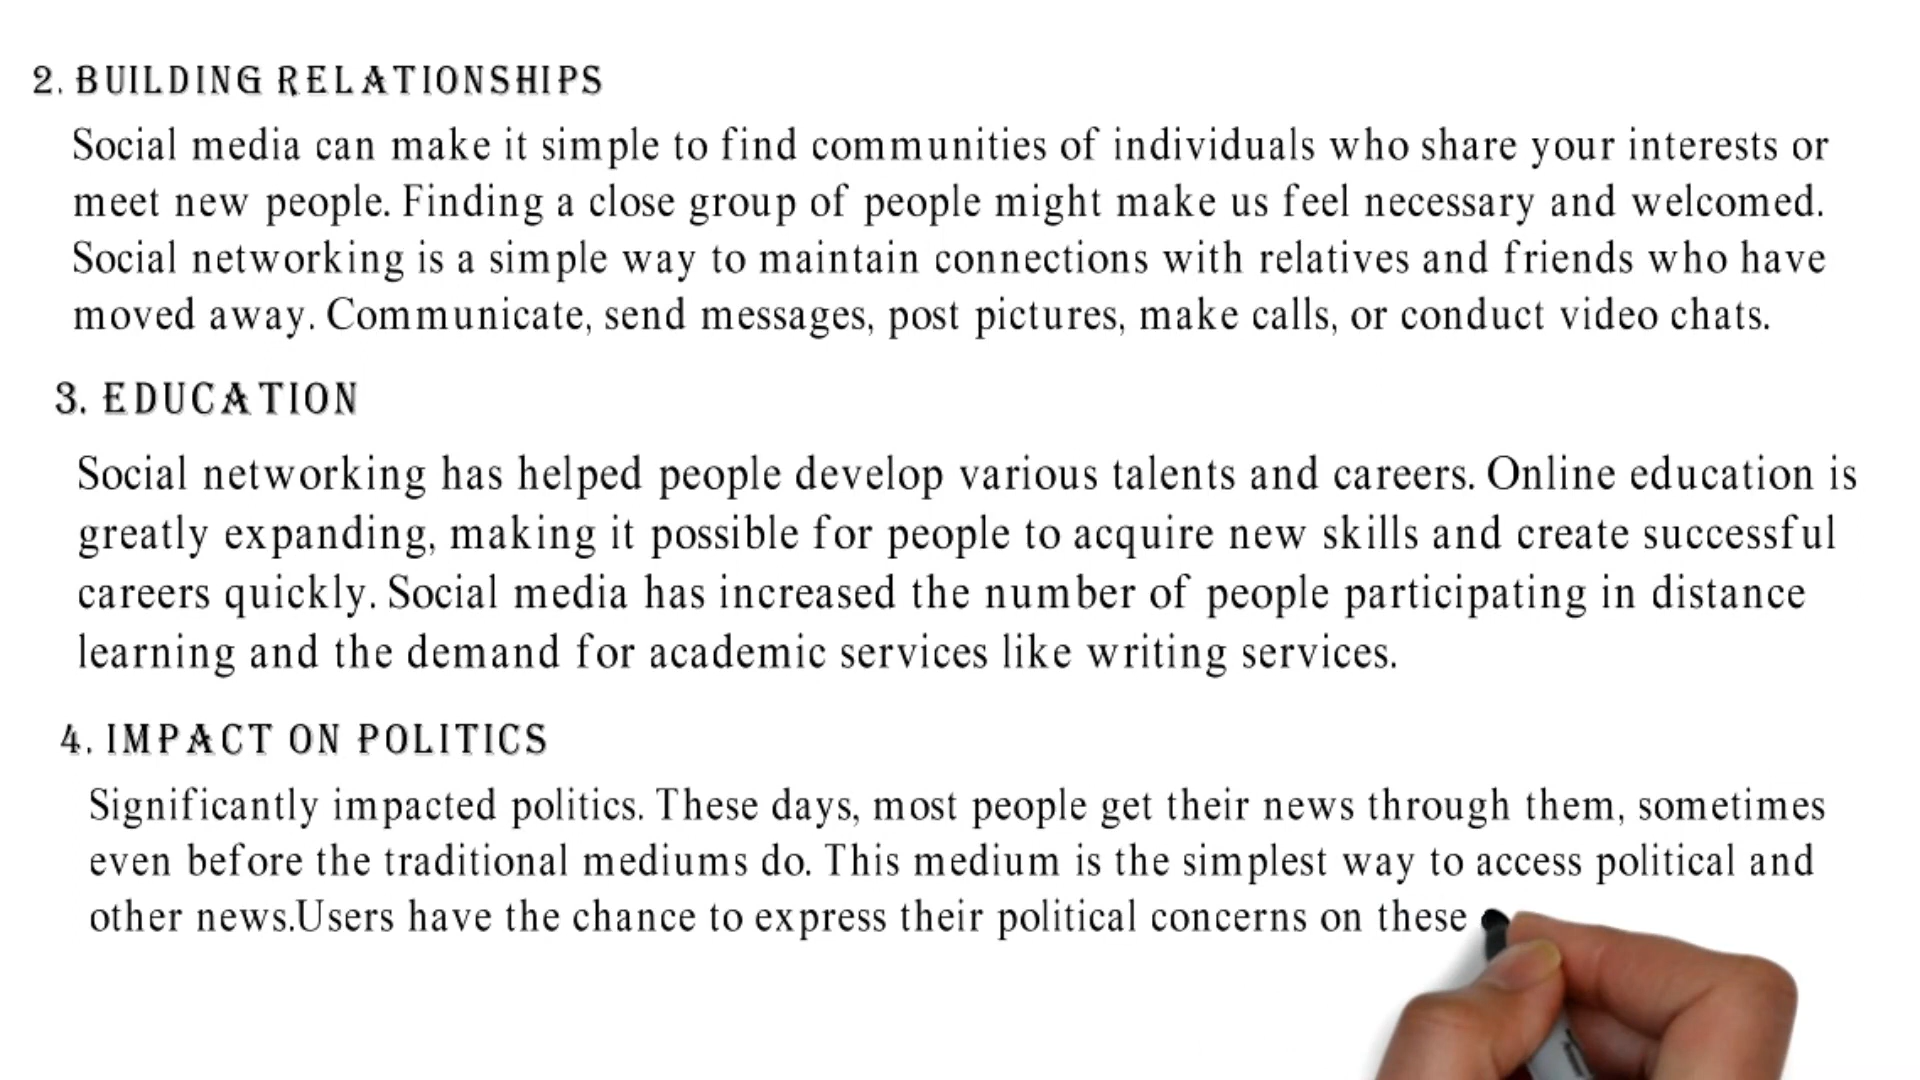 2. BUILDING RELATIONSHIPS
Social media can make it simple to find communities of individuals who share your interests or
meet new people. Finding a close group of people might make us feel necessary and welcomed.
Social networking is a simple way to maintain connections with relatives and friends who have
moved away. Communicate, send messages, post pictures, make calls, or conduct video chats.
3. EDUCATION
Social networking has helped people develop various talents and careers. Online education is
greatly expanding, making it possible for people to acquire new skills and create successful
careers quickly. Social media has increased the number of people participating in distance
learning and the demand for academic services like writing services.
4. IMPACT ON POLITICS
Significantly impacted politics. These days, most people get their news through them, sometimes
even before the traditional mediums do. This medium is the simplest way to access political and
other news.Users have the chance to express their political concerns on these